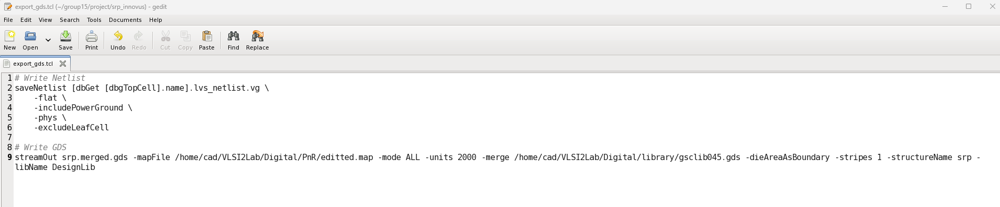 export_gds.tcl (~/group15/project/srp_innovus) - gedit
File Edit View Search Tools Documents Help
New Open Save Print Undo Redo Cut Copy Paste Find Replace
export_gds.tcl
1 # Write Netlist
2 saveNetlist [dbGet [dbgTopCell].name].lvs_netlist.vg \
3     -flat \
4     -includePowerGround \
5     -phys \
6     -excludeLeafCell
7
8 # Write GDS
9 streamOut srp.merged.gds -mapFile /home/cad/VLSI2Lab/Digital/PnR/editted.map -mode ALL -units 2000 -merge /home/cad/VLSI2Lab/Digital/library/gsclib045.gds -dieAreaAsBoundary -stripes 1 -structureName srp -
libName DesignLib